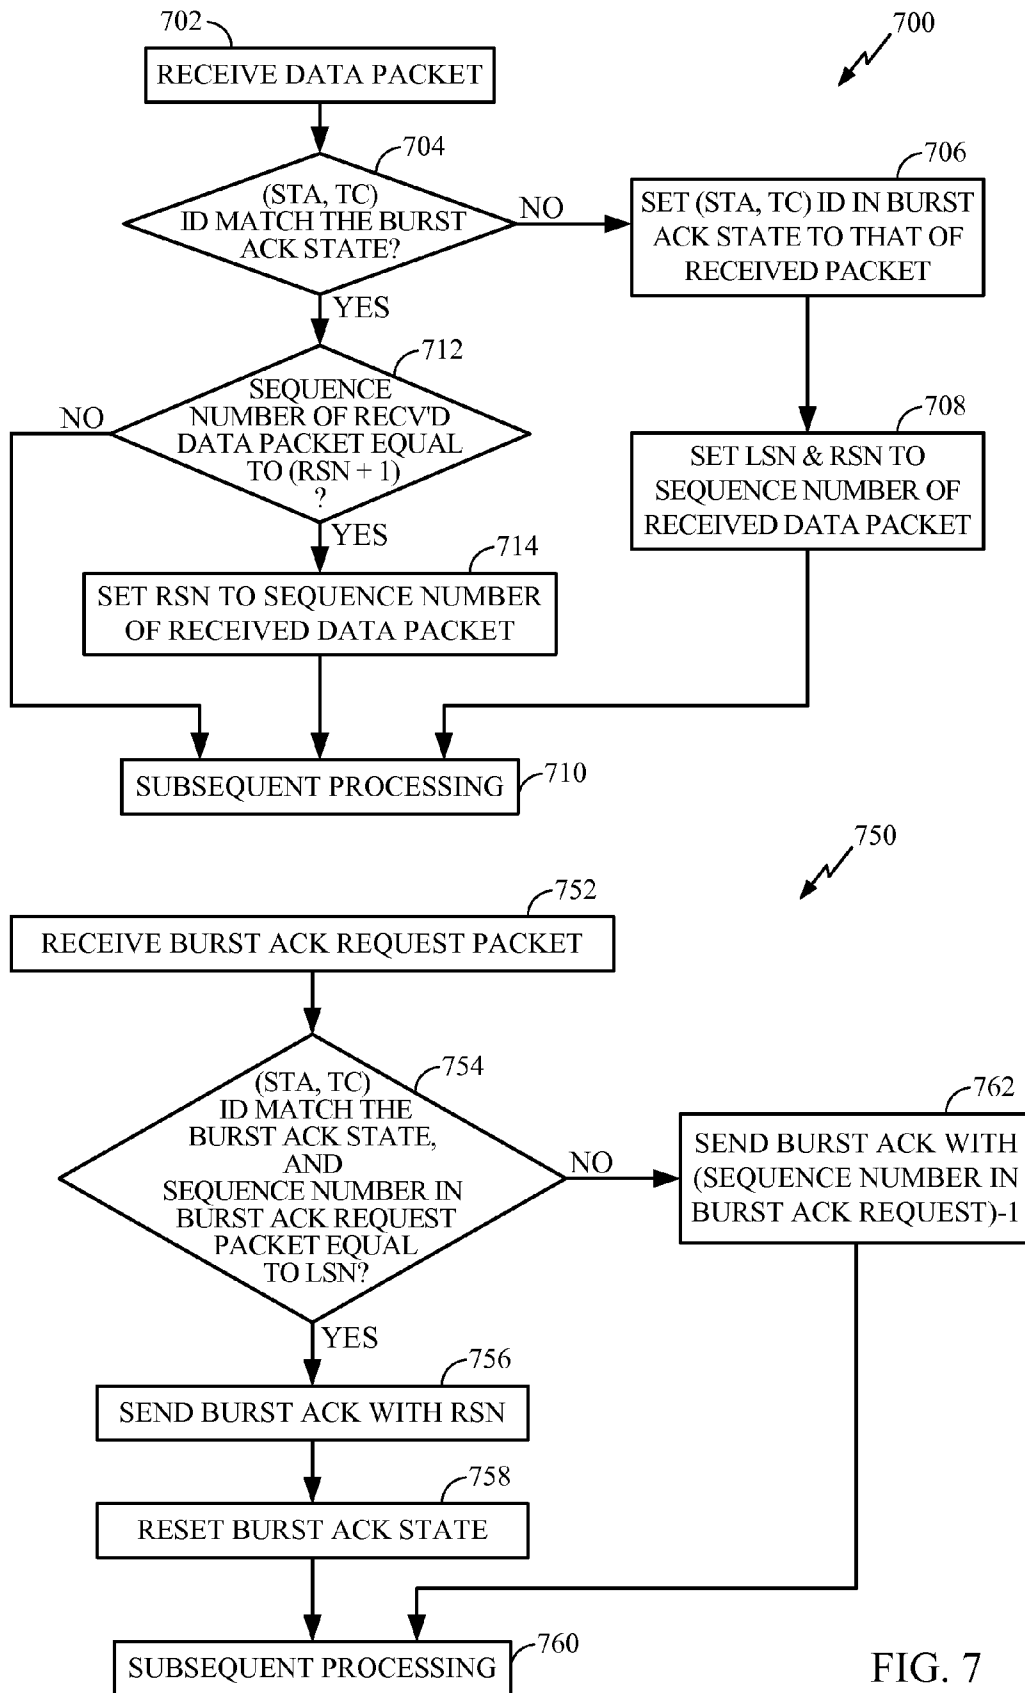 702
RECEIVE DATA PACKET
700
704
(STA, TC)
ID MATCH THE BURST
ACK STATE?
NO
YES
706
SET (STA, TC) ID IN BURST
ACK STATE TO THAT OF
RECEIVED PACKET
712
SEQUENCE
NUMBER OF RECV'D
DATA PACKET EQUAL
TO (RSN + 1)
?
NO
YES
708
SET LSN & RSN TO
SEQUENCE NUMBER OF
RECEIVED DATA PACKET
714
SET RSN TO SEQUENCE NUMBER
OF RECEIVED DATA PACKET
SUBSEQUENT PROCESSING
710
750
752
RECEIVE BURST ACK REQUEST PACKET
754
(STA, TC)
ID MATCH THE
BURST ACK STATE,
AND
SEQUENCE NUMBER IN
BURST ACK REQUEST
PACKET EQUAL
TO LSN?
NO
YES
762
SEND BURST ACK WITH
(SEQUENCE NUMBER IN
BURST ACK REQUEST)-1
756
SEND BURST ACK WITH RSN
758
RESET BURST ACK STATE
SUBSEQUENT PROCESSING
760
FIG. 7